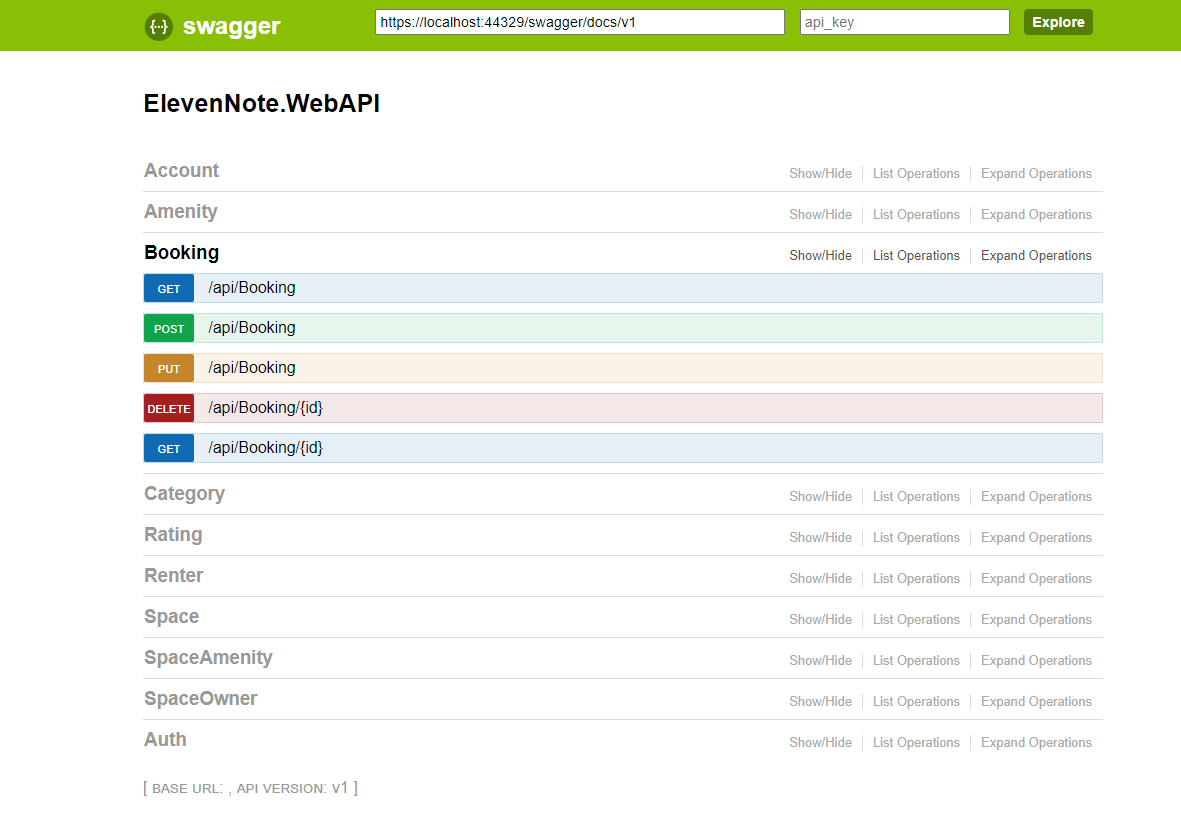 {··} swagger https://localhost:44329/swagger/docs/v1 api_key Explore
ElevenNote.WebAPI
Account Show/Hide List Operations Expand Operations
Amenity Show/Hide List Operations Expand Operations
Booking Show/Hide List Operations Expand Operations
GET /api/Booking
POST /api/Booking
PUT /api/Booking
DELETE /api/Booking/{id}
GET /api/Booking/{id}
Category Show/Hide List Operations Expand Operations
Rating Show/Hide List Operations Expand Operations
Renter Show/Hide List Operations Expand Operations
Space Show/Hide List Operations Expand Operations
SpaceAmenity Show/Hide List Operations Expand Operations
SpaceOwner Show/Hide List Operations Expand Operations
Auth Show/Hide List Operations Expand Operations
[ BASE URL: , API VERSION: V1 ]